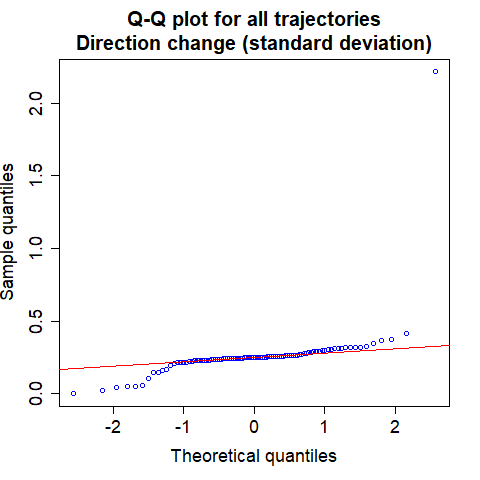 Q-Q plot for all trajectories
Direction change (standard deviation)
Sample quantiles
2.0
1.5
1.0
0.5
0.0
-2
-1
0
1
2
Theoretical quantiles